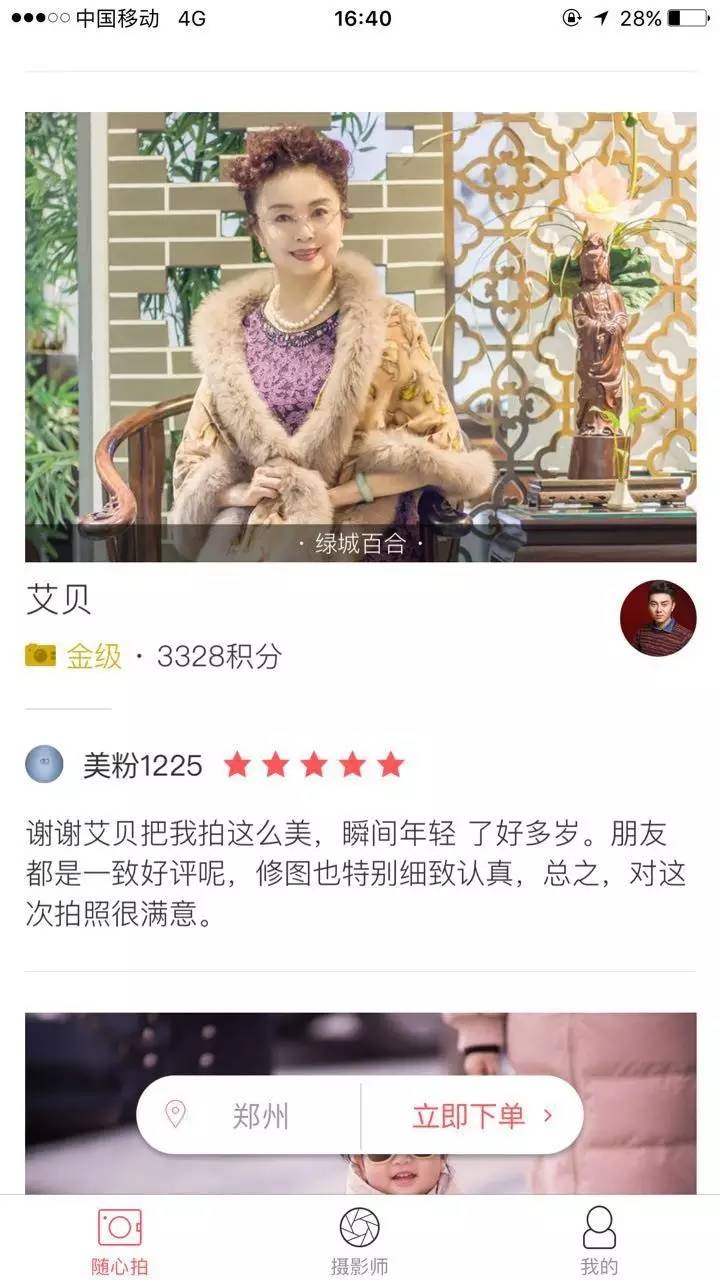 中国移动 4G 16:40 28%
· 绿城百合 ·
艾贝
金级 · 3328积分
美粉1225
谢谢艾贝把我拍这么美，瞬间年轻 了好多岁。朋友
都是一致好评呢，修图也特别细致认真，总之，对这
次拍照很满意。
郑州 立即下单 >
随心拍 摄影师 我的